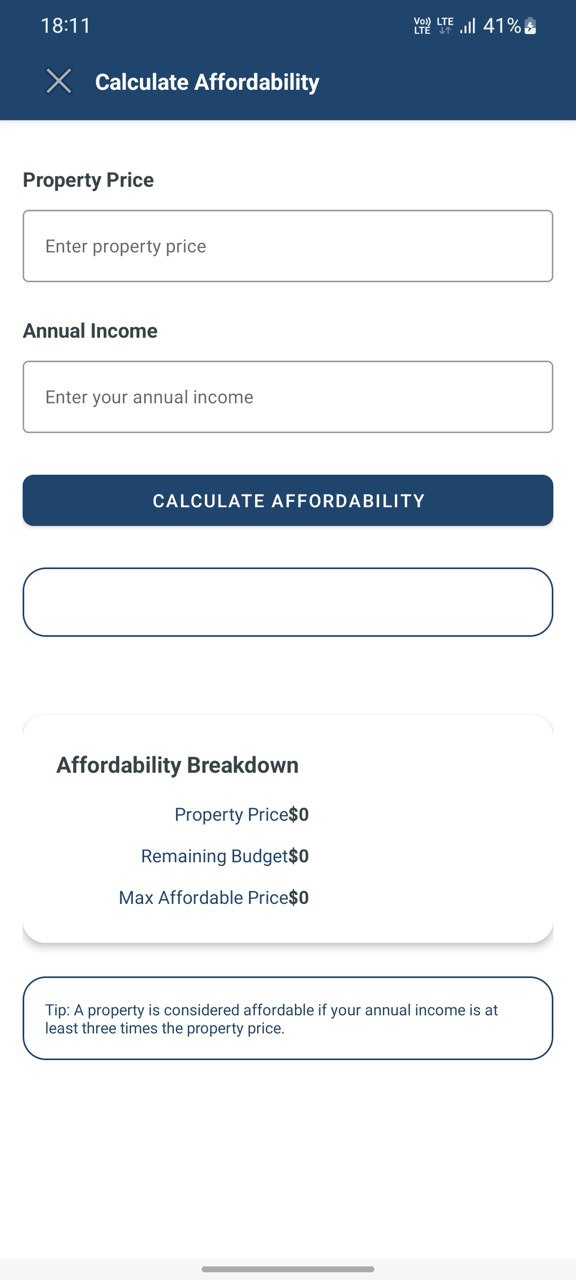 18:11 Vo)) LTE LTE 41%
Calculate Affordability
Property Price
Enter property price
Annual Income
Enter your annual income
CALCULATE AFFORDABILITY
Affordability Breakdown
Property Price$0
Remaining Budget$0
Max Affordable Price$0
Tip: A property is considered affordable if your annual income is at
least three times the property price.